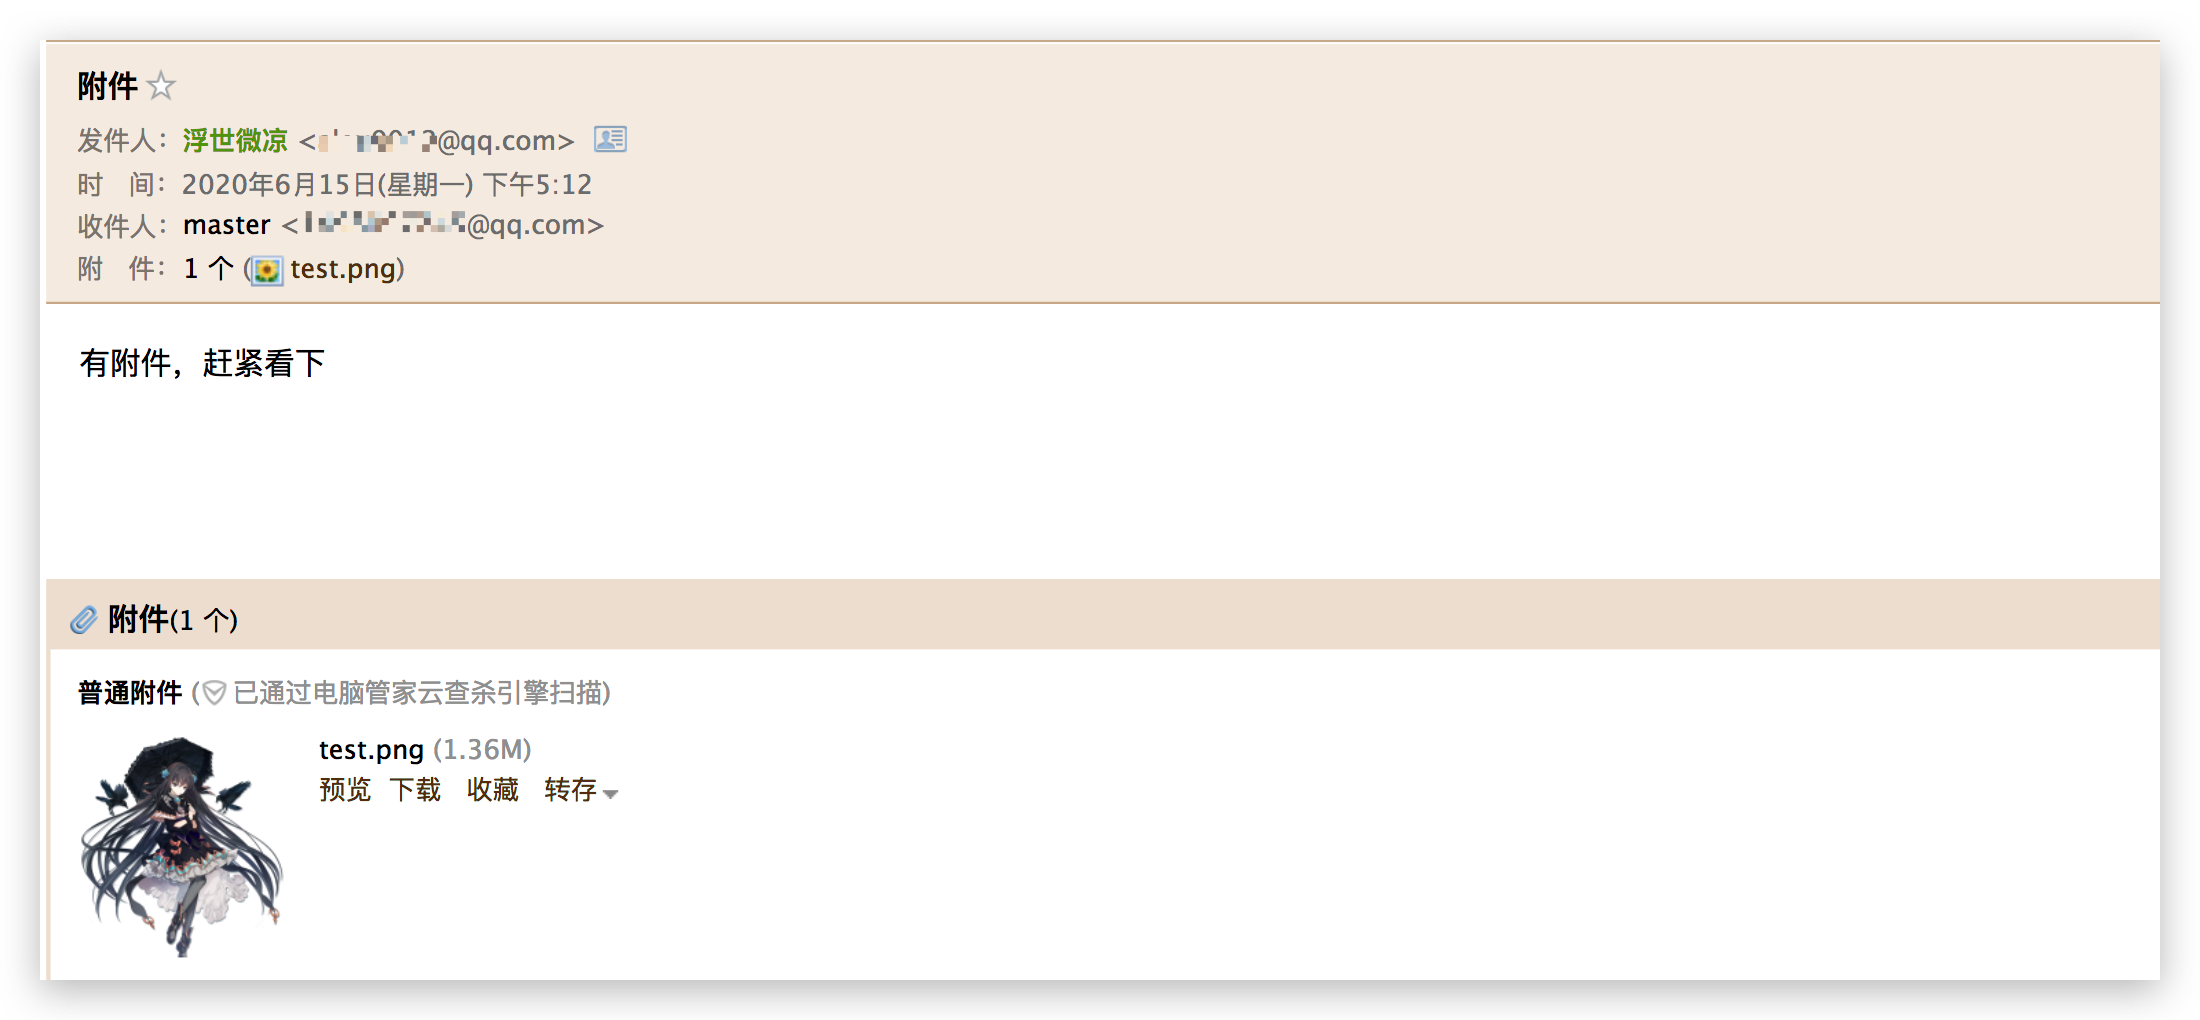 附件
发件人：浮世微凉 <@qq.com>
时 间：2020年6月15日(星期一) 下午5:12
收件人：master <@qq.com>
附 件：1 个 (test.png)
有附件，赶紧看下
附件(1 个)
普通附件 (已通过电脑管家云查杀引擎扫描)
test.png (1.36M)
预览 下载 收藏 转存